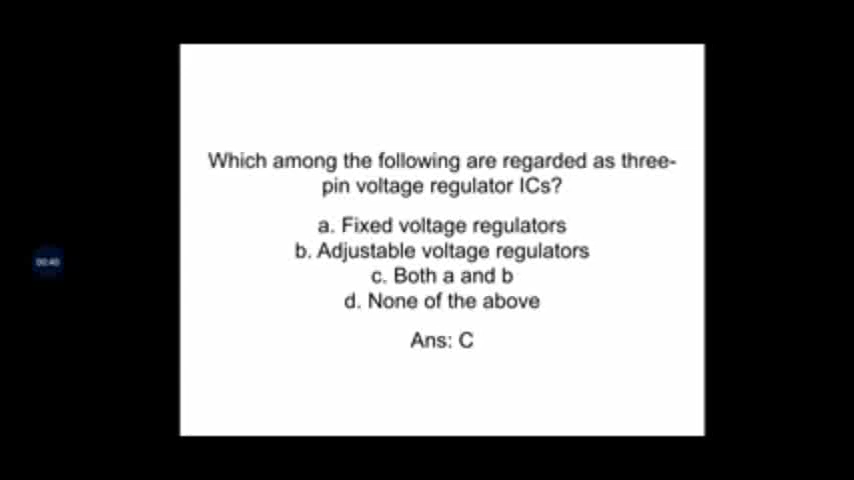 Which among the following are regarded as three-
pin voltage regulator ICs?
a. Fixed voltage regulators
b. Adjustable voltage regulators
c. Both a and b
d. None of the above
Ans: C